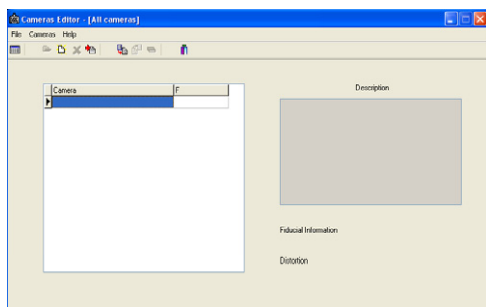 Cameras Editor - [All cameras]
File Cameras Help
Camera F
Description
Fiducial Information
Distortion